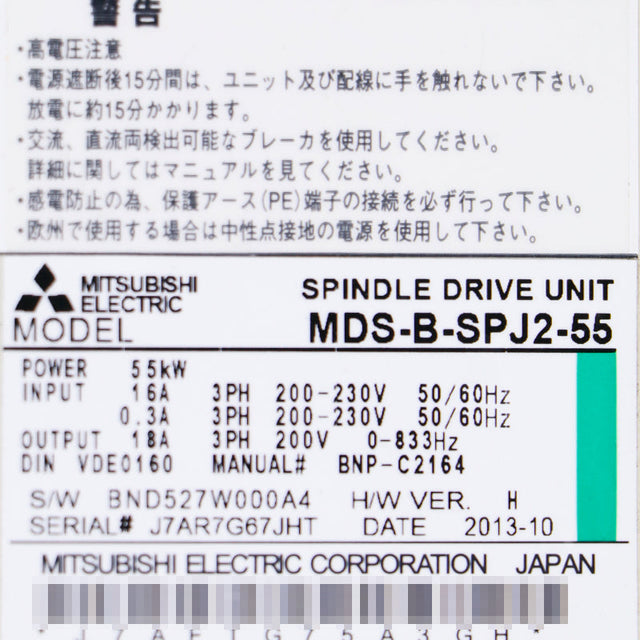 警告
・高電圧注意
・電源遮断後15分間は、ユニット及び配線に手を触れないで下さい。
放電に約15分かかります。
・交流、直流両検出可能なブレーカを使用してください。
詳細に関してはマニュアルを見てください。
・感電防止の為、保護アース(PE)端子の接続を必ず行って下さい。
・欧州で使用する場合は中性点接地の電源を使用して下さい。
MITSUBISHI ELECTRIC
SPINDLE DRIVE UNIT
MODEL MDS-B-SPJ2-55
POWER 55kW
INPUT 16A 3PH 200-230V 50/60Hz
0.3A 3PH 200-230V 50/60Hz
OUTPUT 18A 3PH 200V 0-833Hz
DIN VDE0160 MANUAL# BNP-C2164
S/W BND527W000A4 H/W VER. H
SERIAL# J7AR7G67JHT DATE 2013-10
MITSUBISHI ELECTRIC CORPORATION JAPAN